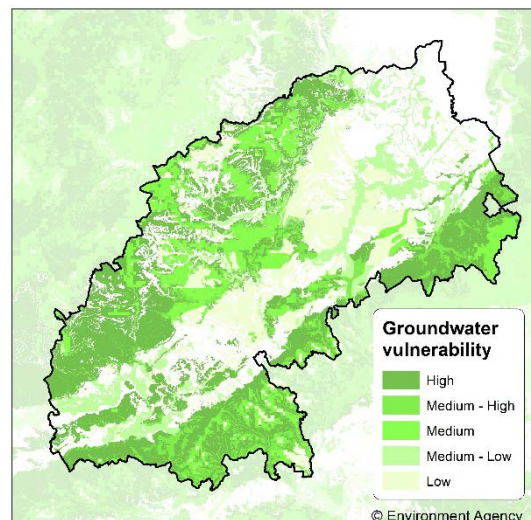 Groundwater
vulnerability
High
Medium - High
Medium
Medium - Low
Low
© Environment Agency